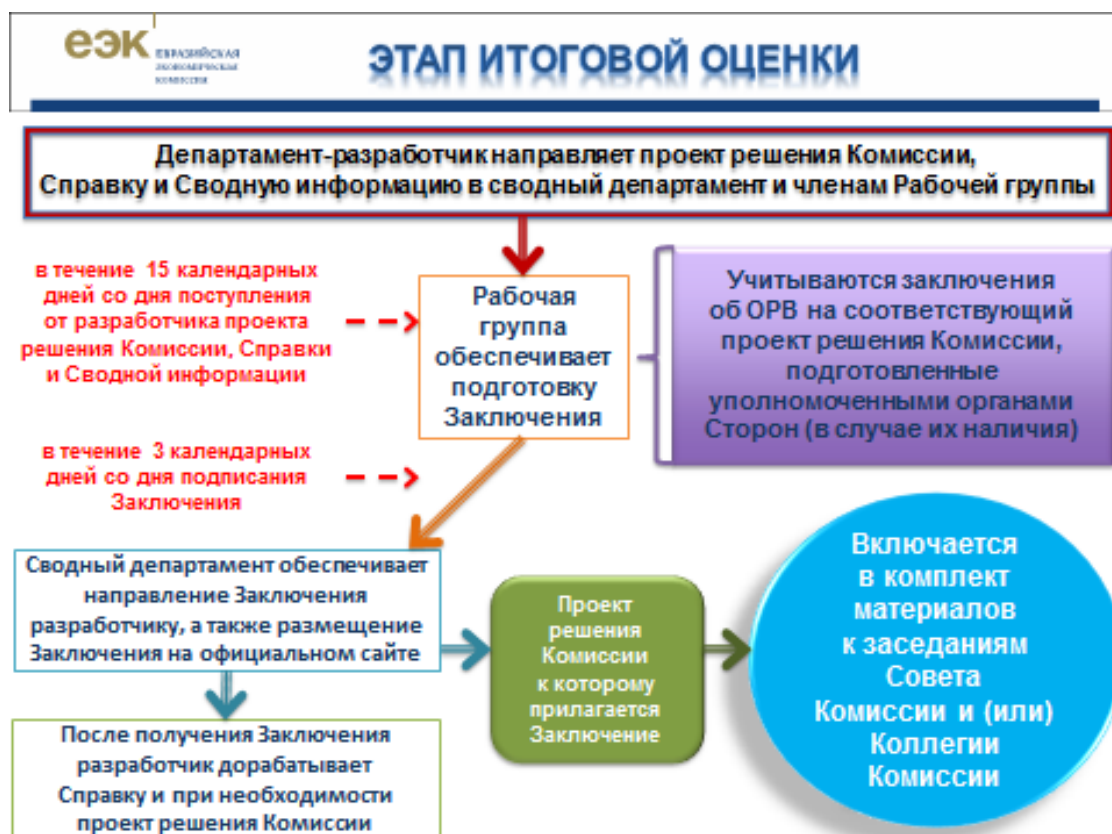 еэк
ЕВРАЗИЙСКАЯ
ЭКОНОМИЧЕСКАЯ
КОМИССИЯ
ЭТАП ИТОГОВОЙ ОЦЕНКИ
Департамент-разработчик направляет проект решения Комиссии,
Справку и Сводную информацию в сводный департамент и членам Рабочей группы
в течение 15 календарных
дней со дня поступления
от разработчика проекта
решения Комиссии, Справки
и Сводной информации
Рабочая
группа
обеспечивает
подготовку
Заключения
Учитываются заключения
об ОРВ на соответствующий
проект решения Комиссии,
подготовленные
уполномоченными органами
Сторон (в случае их наличия)
в течение 3 календарных
дней со дня подписания
Заключения
Сводный департамент обеспечивает
направление Заключения
разработчику, а также размещение
Заключения на официальном сайте
Проект
решения
Комиссии
к которому
прилагается
Заключение
Включается
в комплект
материалов
к заседаниям
Совета
Комиссии и (или)
Коллегии
Комиссии
После получения Заключения
разработчик дорабатывает
Справку и при необходимости
проект решения Комиссии